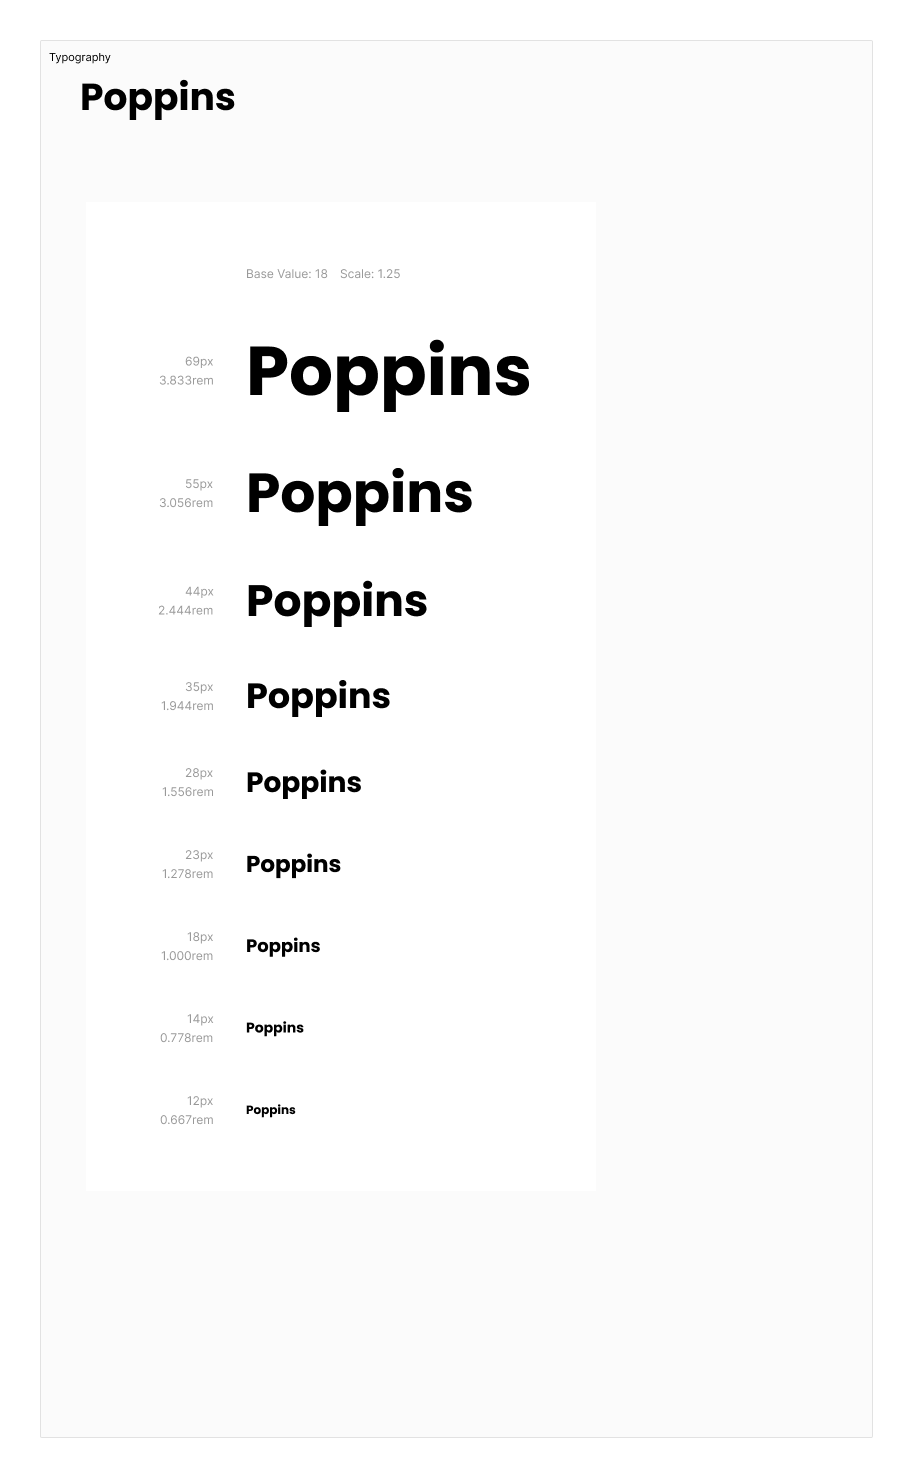 Typography
Poppins
Base Value: 18 Scale: 1.25
69px
3.833rem
Poppins
55px
3.056rem
Poppins
44px
2.444rem
Poppins
35px
1.944rem
Poppins
28px
1.556rem
Poppins
23px
1.278rem
Poppins
18px
1.000rem
Poppins
14px
0.778rem
Poppins
12px
0.667rem
Poppins